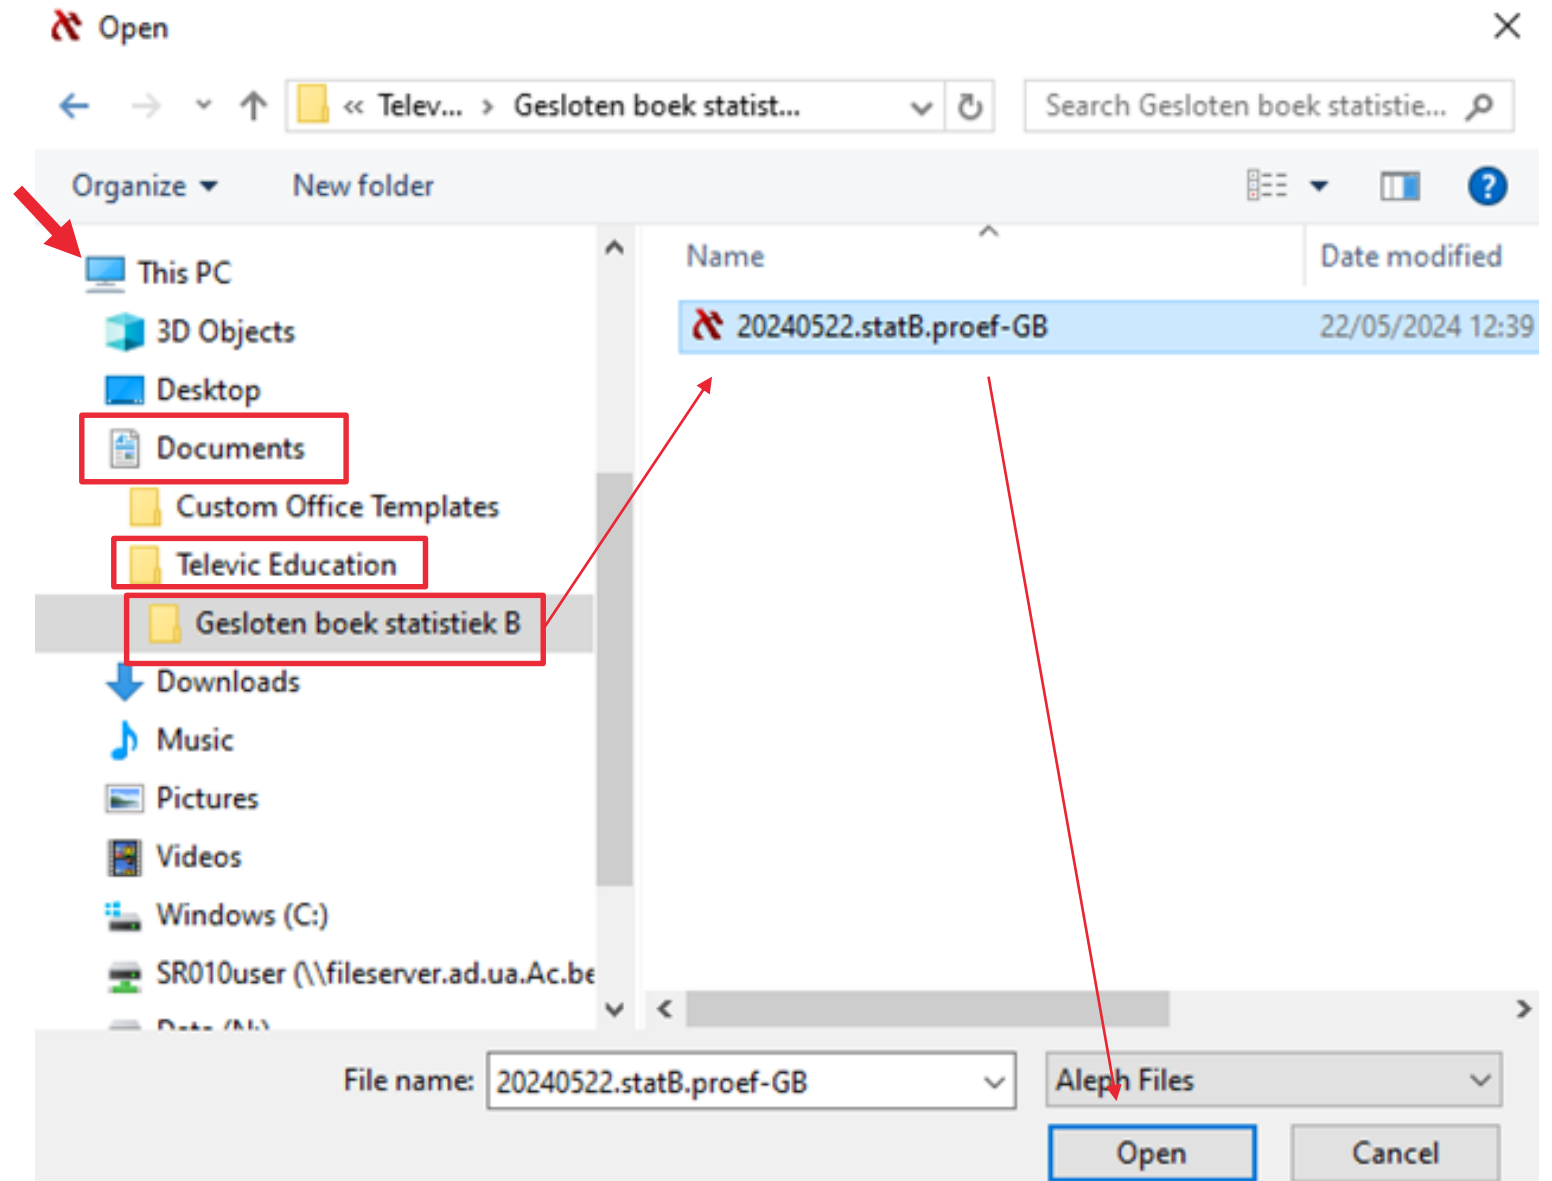 Open
« Telev... > Gesloten boek statist...
Search Gesloten boek statistie...
Organize
New folder
This PC
3D Objects
Desktop
Documents
Custom Office Templates
Televic Education
Gesloten boek statistiek B
Downloads
Music
Pictures
Videos
Windows (C:)
SR010user (\\fileserver.ad.ua.Ac.be
Name
Date modified
20240522.statB.proef-GB
22/05/2024 12:39
File name:
20240522.statB.proef-GB
Aleph Files
Open
Cancel